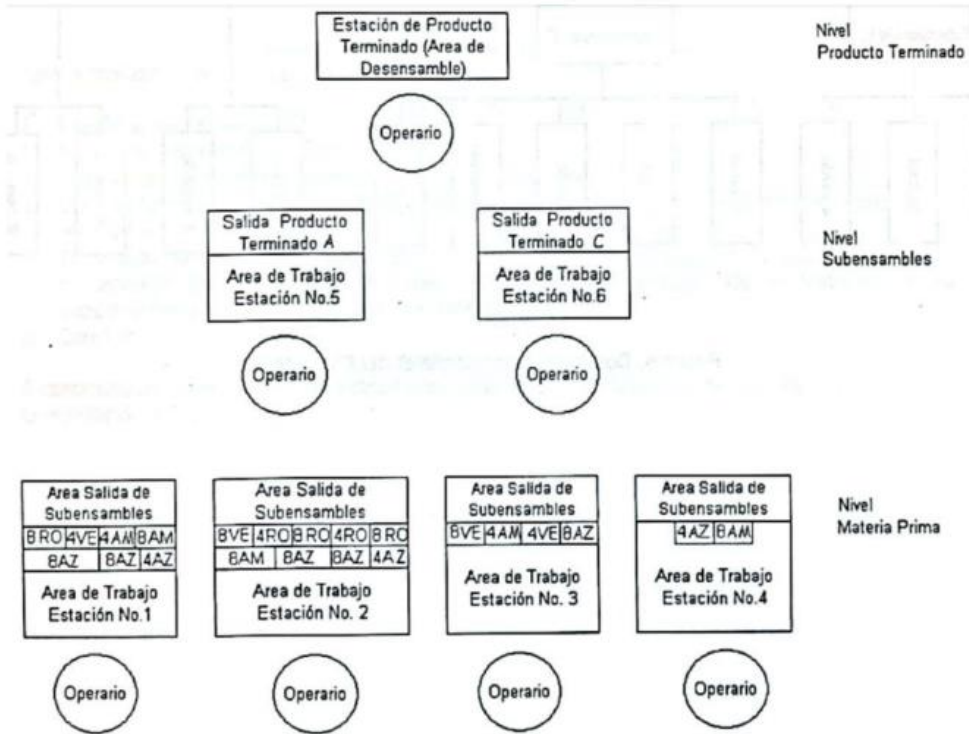 Estación de Producto
Terminado (Area de
Desensamble)
Nivel
Producto Terminado
Operario
Salida Producto
Terminado A
Area de Trabajo
Estación No.5
Salida Producto
Terminado C
Area de Trabajo
Estación No.6
Nivel
Subensambles
Operario
Operario
Area Salida de
Subensambles
8RO 4VE 4AM 8AM
8AZ 8AZ 4AZ
Area de Trabajo
Estación No.1
Area Salida de
Subensambles
8VE 4RO 8RO 4RO 8RO
8AM 8AZ 8AZ 4AZ
Area de Trabajo
Estación No. 2
Area Salida de
Subensambles
8VE 4AM 4VE 8AZ
Area de Trabajo
Estación No. 3
Area Salida de
Subensambles
4AZ 8AM
Area de Trabajo
Estación No.4
Nivel
Materia Prima
Operario
Operario
Operario
Operario